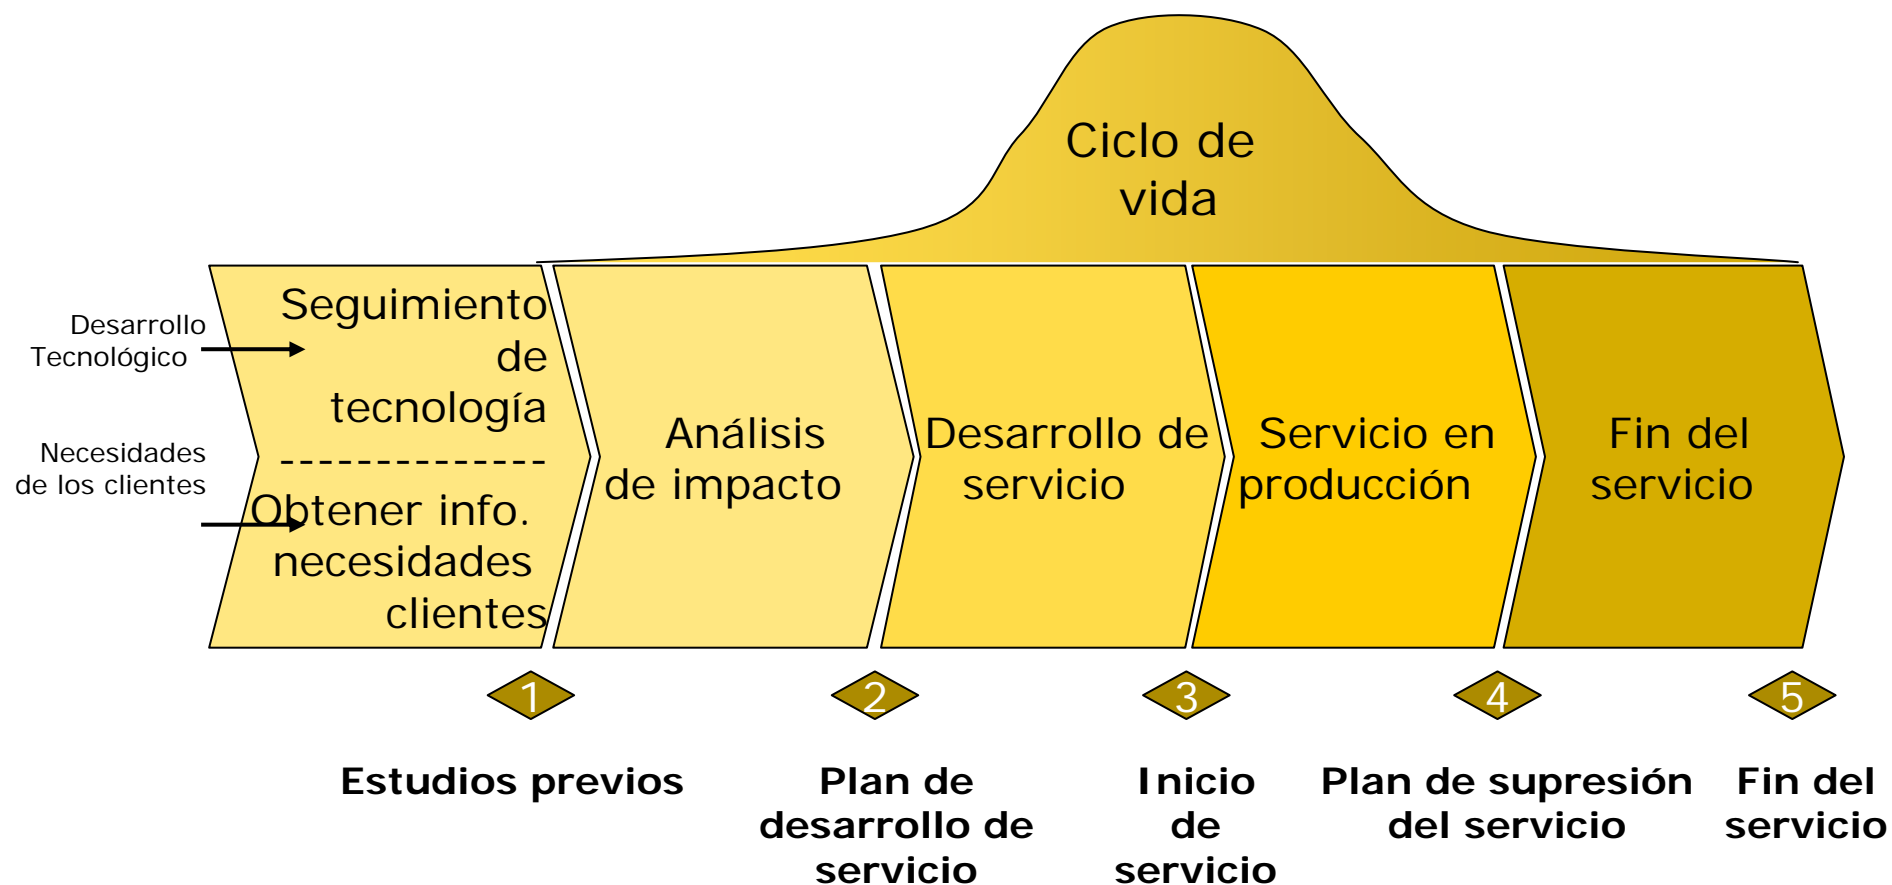 Ciclo de
vida
Desarrollo
Tecnológico
Necesidades
de los clientes
Seguimiento
de
tecnología
Obtener info.
necesidades
clientes
Análisis
de impacto
Desarrollo de
servicio
Servicio en
producción
Fin del
servicio
1
2
3
4
5
Estudios previos
Plan de
desarrollo de
servicio
Inicio
de
servicio
Plan de supresión
del servicio
Fin del
servicio